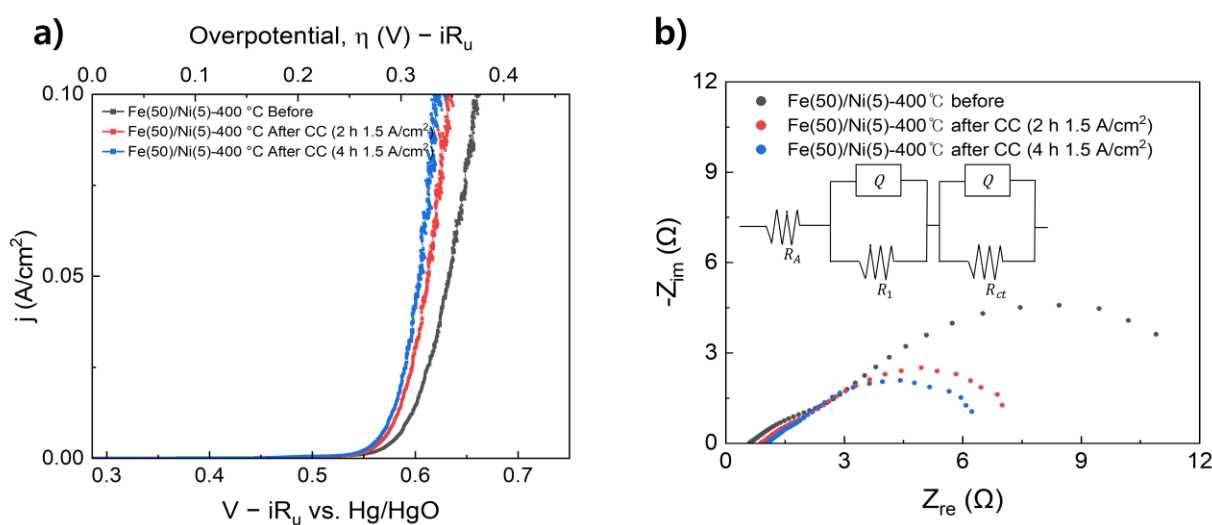 a)
Overpotential, η (V) – iRᵤ
0.0 0.1 0.2 0.3 0.4
0.10
Fe(50)/Ni(5)-400 °C Before
Fe(50)/Ni(5)-400 °C After CC (2 h 1.5 A/cm²)
Fe(50)/Ni(5)-400 °C After CC (4 h 1.5 A/cm²)
j (A/cm²)
0.05
0.00
0.3 0.4 0.5 0.6 0.7
V – iRᵤ vs. Hg/HgO
b)
12
Fe(50)/Ni(5)-400℃ before
Fe(50)/Ni(5)-400℃ after CC (2 h 1.5 A/cm²)
Fe(50)/Ni(5)-400℃ after CC (4 h 1.5 A/cm²)
9
Q Q
-Z_im (Ω)
6
R_A
R_1 R_ct
3
0
0 3 6 9 12
Z_re (Ω)